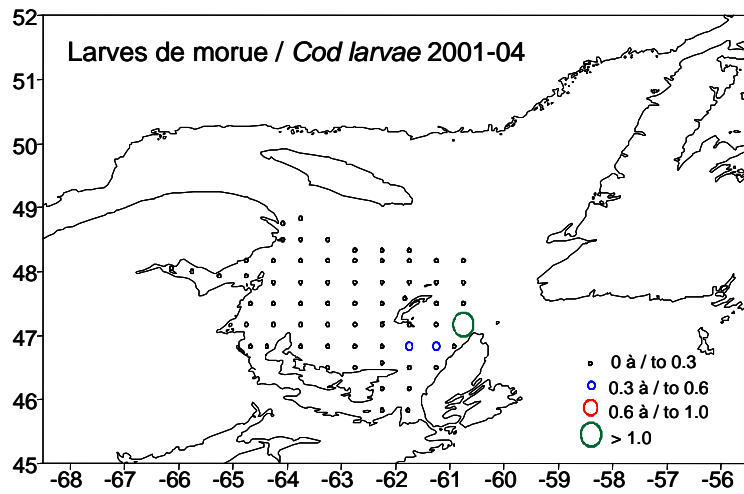 52
Larves de morue / Cod larvae 2001-04
51
50
49
48
47
0 à / to 0.3
46
0.3 à / to 0.6
0.6 à / to 1.0
> 1.0
45
-68 -67 -66 -65 -64 -63 -62 -61 -60 -59 -58 -57 -56